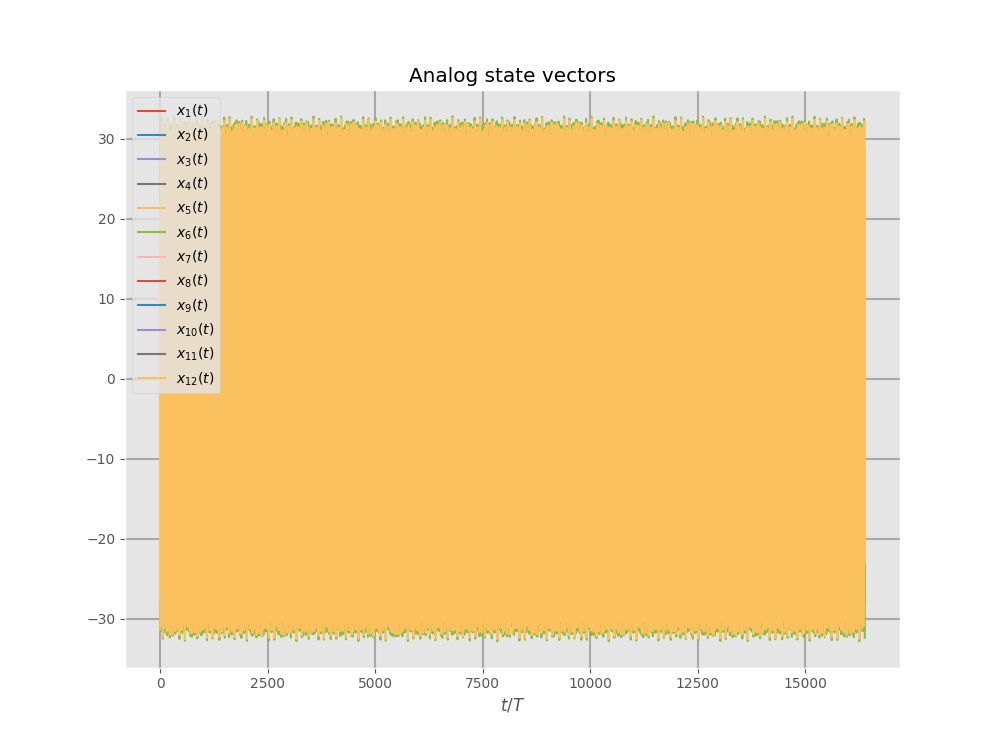 Analog state vectors
x₁(t)
x₂(t)
x₃(t)
x₄(t)
x₅(t)
x₆(t)
x₇(t)
x₈(t)
x₉(t)
x₁₀(t)
x₁₁(t)
x₁₂(t)
30
20
10
0
−10
−20
−30
0 2500 5000 7500 10000 12500 15000
t/T